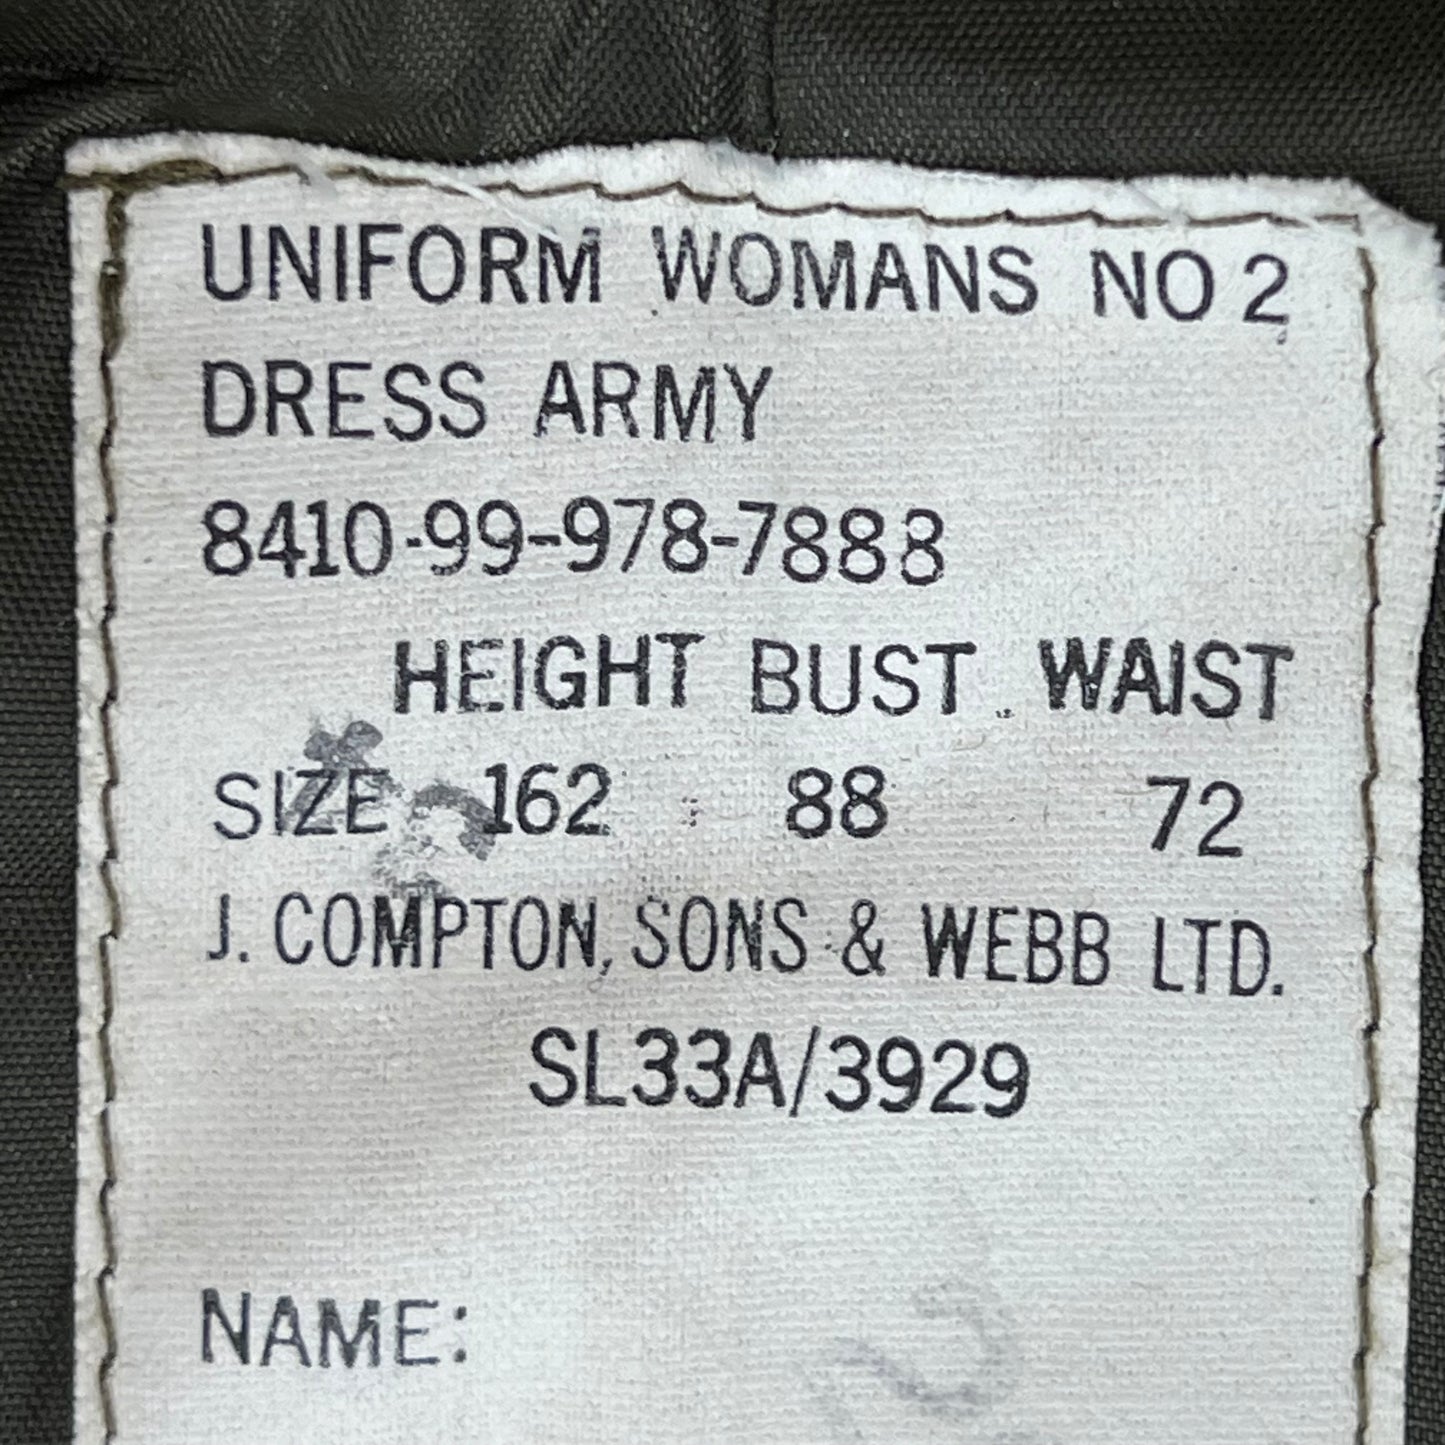 UNIFORM WOMANS NO 2
DRESS ARMY
8410-99-978-7888
HEIGHT BUST WAIST
SIZE 162 88 72
J. COMPTON, SONS & WEBB LTD.
SL33A/3929
NAME: